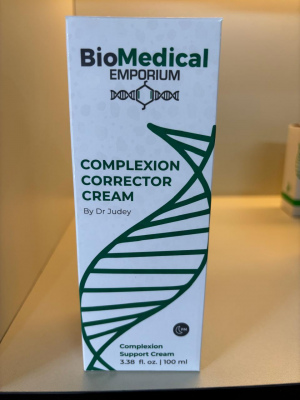 BioMedical
EMPORIUM
COMPLEXION
CORRECTOR
CREAM
By Dr Judey
Complexion
Support Cream
3.38 fl. oz. | 100 ml